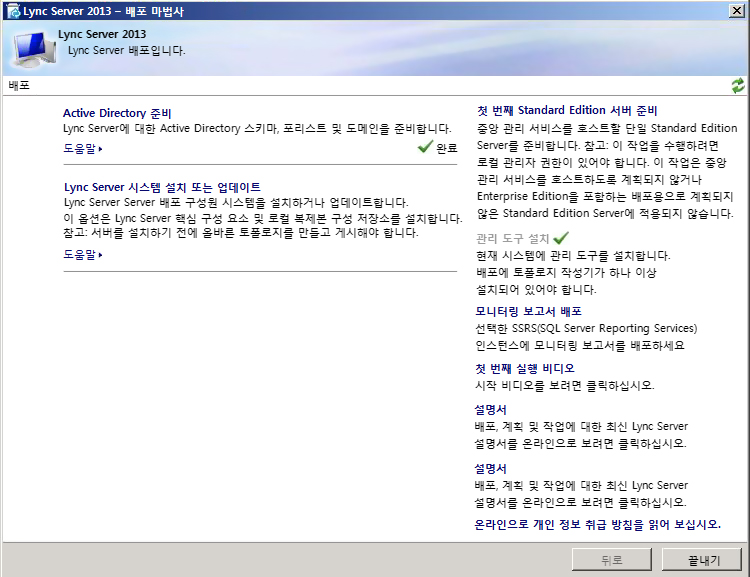 Lync Server 2013 - 배포 마법사
Lync Server 2013
Lync Server 배포입니다.
배포
Active Directory 준비
Lync Server에 대한 Active Directory 스키마, 포리스트 및 도메인을 준비합니다.
도움말
완료
Lync Server 시스템 설치 또는 업데이트
Lync Server Server 배포 구성원 시스템을 설치하거나 업데이트합니다.
이 옵션은 Lync Server 핵심 구성 요소 및 로컬 복제본 구성 저장소를 설치합니다.
참고: 서버를 설치하기 전에 올바른 토폴로지를 만들고 게시해야 합니다.
도움말
첫 번째 Standard Edition 서버 준비
중앙 관리 서비스를 호스트할 단일 Standard Edition
Server를 준비합니다. 참고: 이 작업을 수행하려면
로컬 관리자 권한이 있어야 합니다. 이 작업은 중앙
관리 서비스를 호스트하도록 계획되지 않거나
Enterprise Edition을 포함하는 배포용으로 계획되지
않은 Standard Edition Server에 적용되지 않습니다.
관리 도구 설치
현재 시스템에 관리 도구를 설치합니다.
배포에 토폴로지 작성기가 하나 이상
설치되어 있어야 합니다.
모니터링 보고서 배포
선택한 SSRS(SQL Server Reporting Services)
인스턴스에 모니터링 보고서를 배포하세요
첫 번째 실행 비디오
시작 비디오를 보려면 클릭하십시오.
설명서
배포, 계획 및 작업에 대한 최신 Lync Server
설명서를 온라인으로 보려면 클릭하십시오.
설명서
배포, 계획 및 작업에 대한 최신 Lync Server
설명서를 온라인으로 보려면 클릭하십시오.
온라인으로 개인 정보 취급 방침을 읽어 보십시오.
뒤로
끝내기